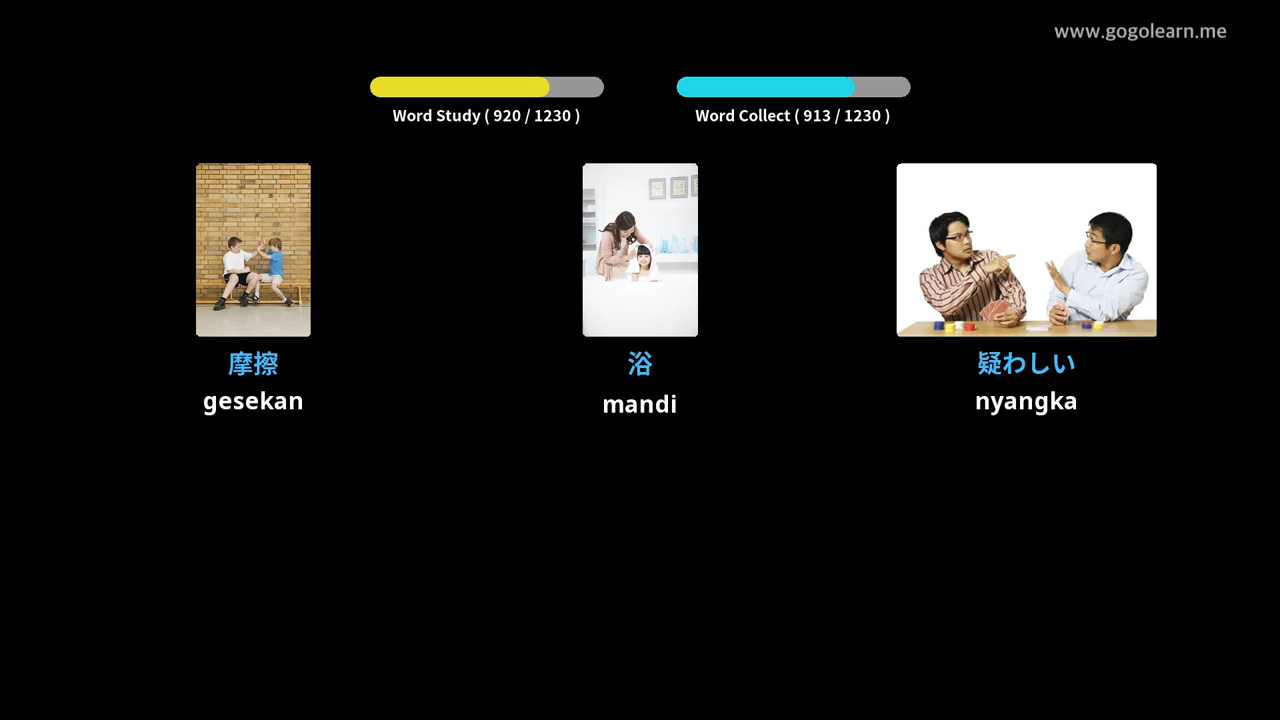 www.gogolearn.me
Word Study ( 920 / 1230 )
Word Collect ( 913 / 1230 )
摩擦
gesekan
浴
mandi
疑わしい
nyangka